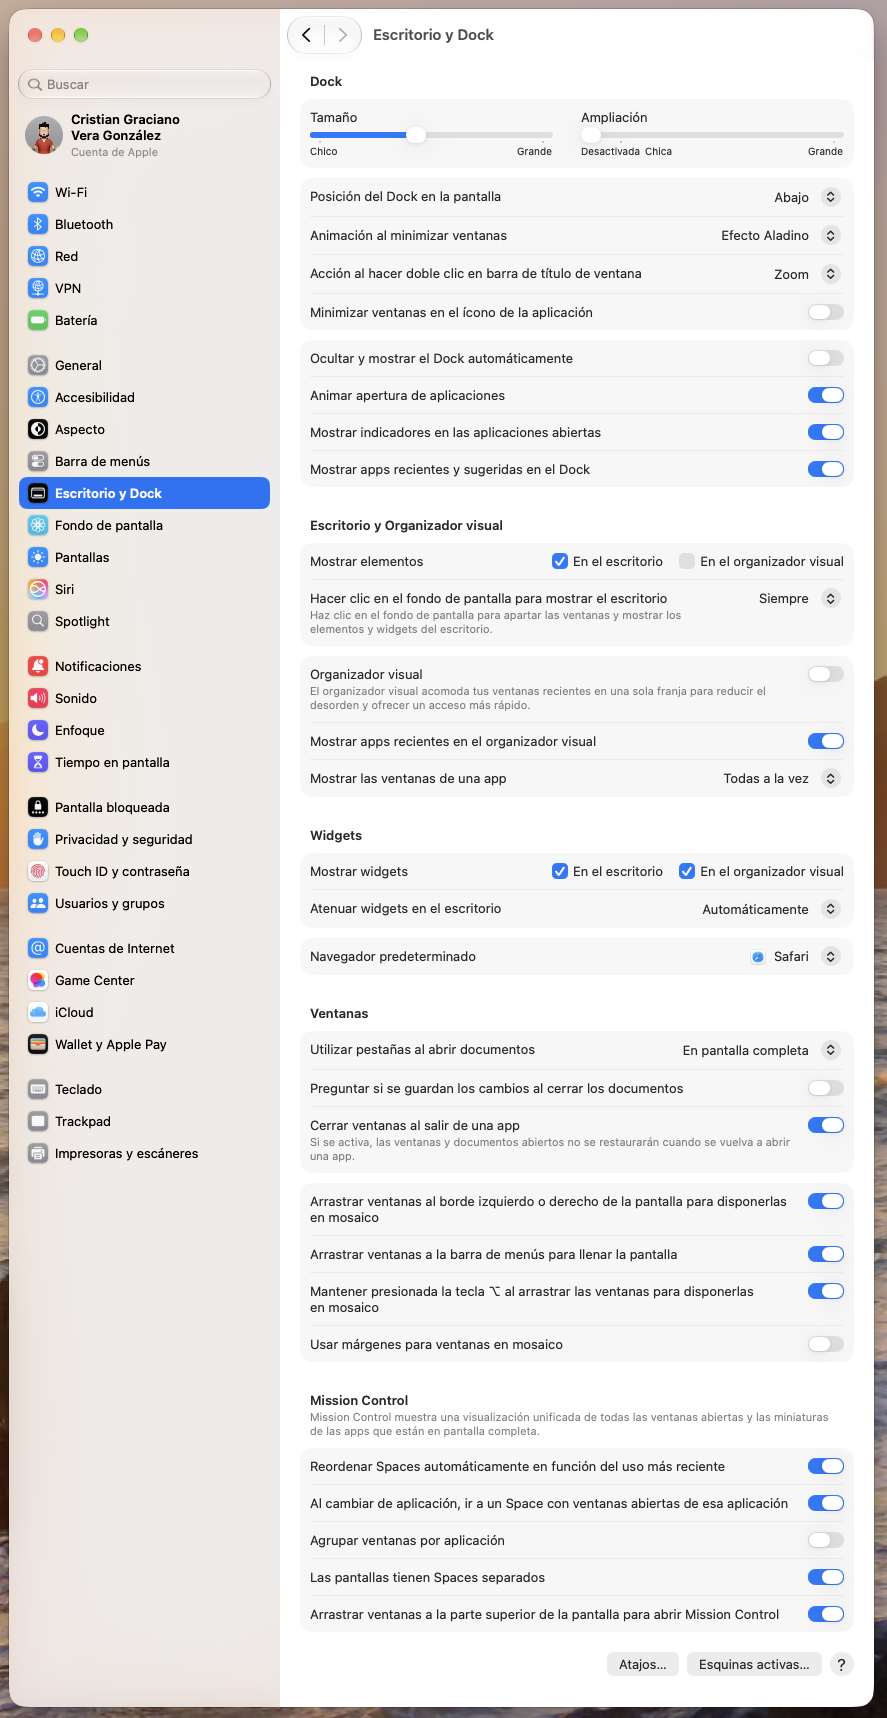 Escritorio y Dock
Buscar
Cristian Graciano
Vera González
Cuenta de Apple
Wi-Fi
Bluetooth
Red
VPN
Batería
General
Accesibilidad
Aspecto
Barra de menús
Escritorio y Dock
Fondo de pantalla
Pantallas
Siri
Spotlight
Notificaciones
Sonido
Enfoque
Tiempo en pantalla
Pantalla bloqueada
Privacidad y seguridad
Touch ID y contraseña
Usuarios y grupos
Cuentas de Internet
Game Center
iCloud
Wallet y Apple Pay
Teclado
Trackpad
Impresoras y escáneres
Dock
Tamaño
Ampliación
Chico Grande
Desactivada Chica Grande
Posición del Dock en la pantalla Abajo
Animación al minimizar ventanas Efecto Aladino
Acción al hacer doble clic en barra de título de ventana Zoom
Minimizar ventanas en el ícono de la aplicación
Ocultar y mostrar el Dock automáticamente
Animar apertura de aplicaciones
Mostrar indicadores en las aplicaciones abiertas
Mostrar apps recientes y sugeridas en el Dock
Escritorio y Organizador visual
Mostrar elementos En el escritorio En el organizador visual
Hacer clic en el fondo de pantalla para mostrar el escritorio Siempre
Haz clic en el fondo de pantalla para apartar las ventanas y mostrar los
elementos y widgets del escritorio.
Organizador visual
El organizador visual acomoda tus ventanas recientes en una sola franja para reducir el
desorden y ofrecer un acceso más rápido.
Mostrar apps recientes en el organizador visual
Mostrar las ventanas de una app Todas a la vez
Widgets
Mostrar widgets En el escritorio En el organizador visual
Atenuar widgets en el escritorio Automáticamente
Navegador predeterminado Safari
Ventanas
Utilizar pestañas al abrir documentos En pantalla completa
Preguntar si se guardan los cambios al cerrar los documentos
Cerrar ventanas al salir de una app
Si se activa, las ventanas y documentos abiertos no se restaurarán cuando se vuelva a abrir
una app.
Arrastrar ventanas al borde izquierdo o derecho de la pantalla para disponerlas
en mosaico
Arrastrar ventanas a la barra de menús para llenar la pantalla
Mantener presionada la tecla ⌥ al arrastrar las ventanas para disponerlas
en mosaico
Usar márgenes para ventanas en mosaico
Mission Control
Mission Control muestra una visualización unificada de todas las ventanas abiertas y las miniaturas
de las apps que están en pantalla completa.
Reordenar Spaces automáticamente en función del uso más reciente
Al cambiar de aplicación, ir a un Space con ventanas abiertas de esa aplicación
Agrupar ventanas por aplicación
Las pantallas tienen Spaces separados
Arrastrar ventanas a la parte superior de la pantalla para abrir Mission Control
Atajos... Esquinas activas... ?